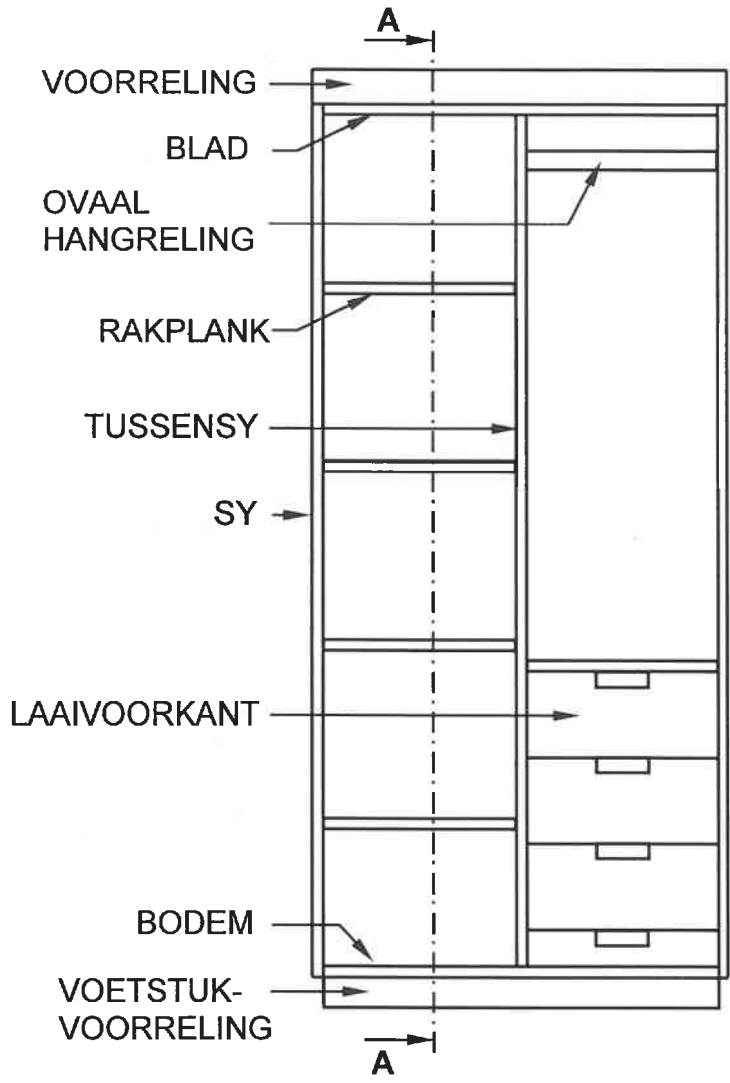 A
VOORRELING
BLAD
OVAAL
HANGRELING
RAKPLANK
TUSSENSY
SY
LAAIVOORKANT
BODEM
VOETSTUK-
VOORRELING
A